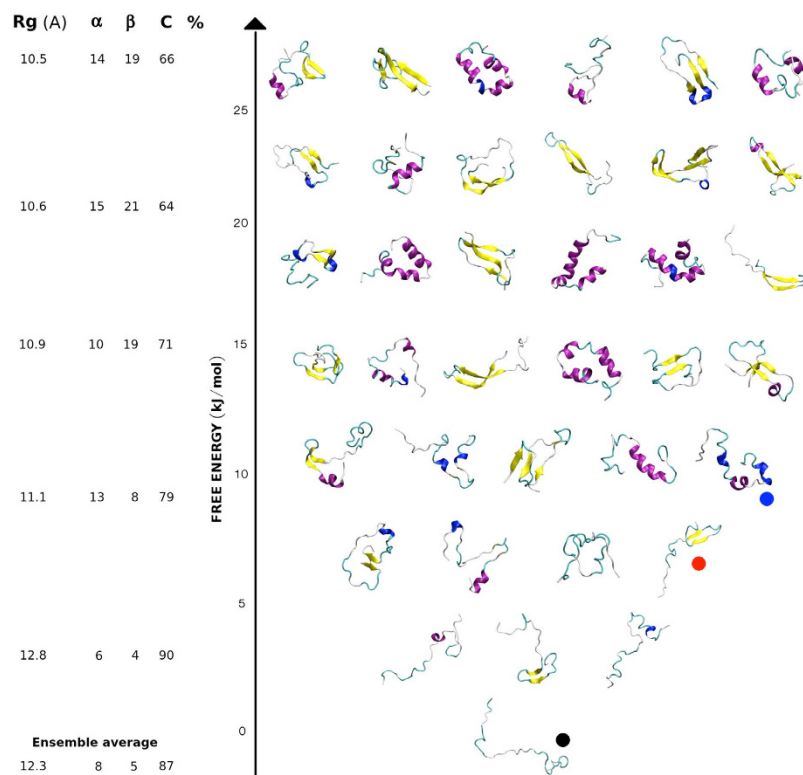 Rg (A) α β C %
10.5 14 19 66
25
10.6 15 21 64
20
10.9 10 19 71
15
FREE ENERGY (kJ/mol)
10
11.1 13 8 79
5
12.8 6 4 90
0
Ensemble average
12.3 8 5 87